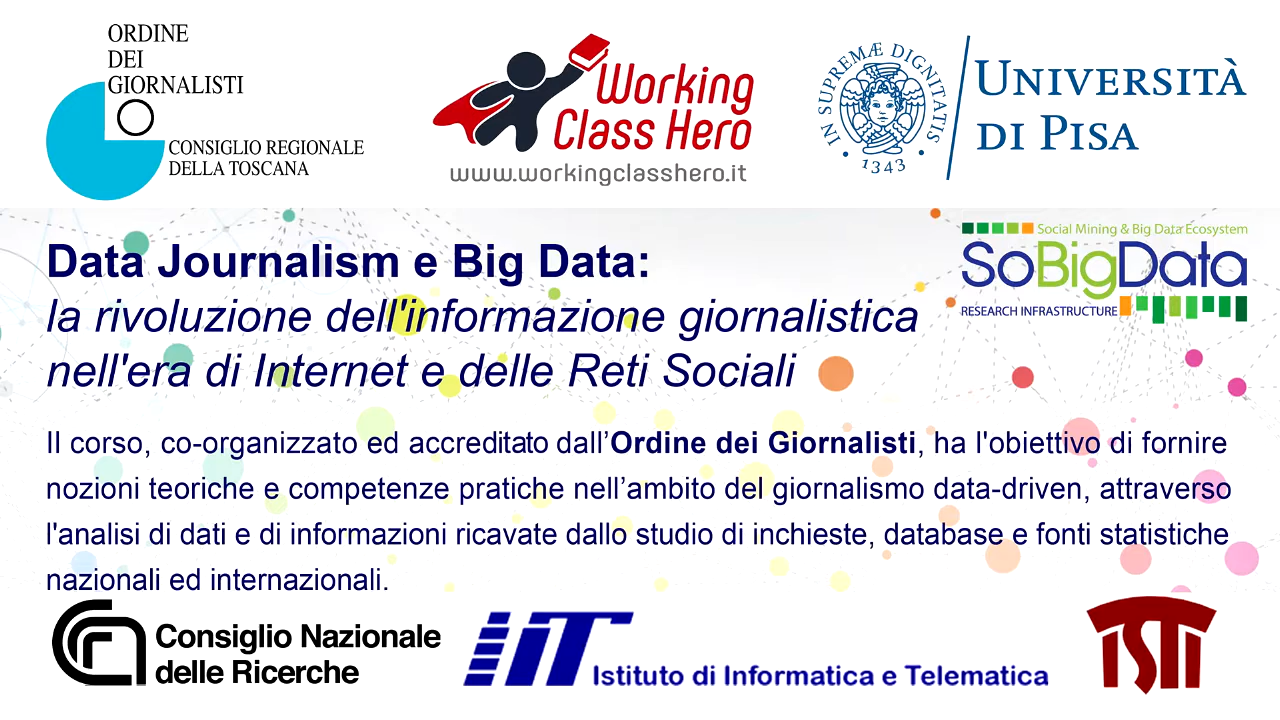 ORDINE
DEI
GIORNALISTI
CONSIGLIO REGIONALE
DELLA TOSCANA
Working
Class Hero
www.workingclasshero.it
IN SUPREMÆ DIGNITATIS
1343
UNIVERSITÀ
DI PISA
Data Journalism e Big Data:
la rivoluzione dell'informazione giornalistica
nell'era di Internet e delle Reti Sociali
Social Mining & Big Data Ecosystem
SoBigData
RESEARCH INFRASTRUCTURE
Il corso, co-organizzato ed accreditato dall’Ordine dei Giornalisti, ha l'obiettivo di fornire
nozioni teoriche e competenze pratiche nell’ambito del giornalismo data-driven, attraverso
l'analisi di dati e di informazioni ricavate dallo studio di inchieste, database e fonti statistiche
nazionali ed internazionali.
Consiglio Nazionale
delle Ricerche
IIT
Istituto di Informatica e Telematica
ISTI